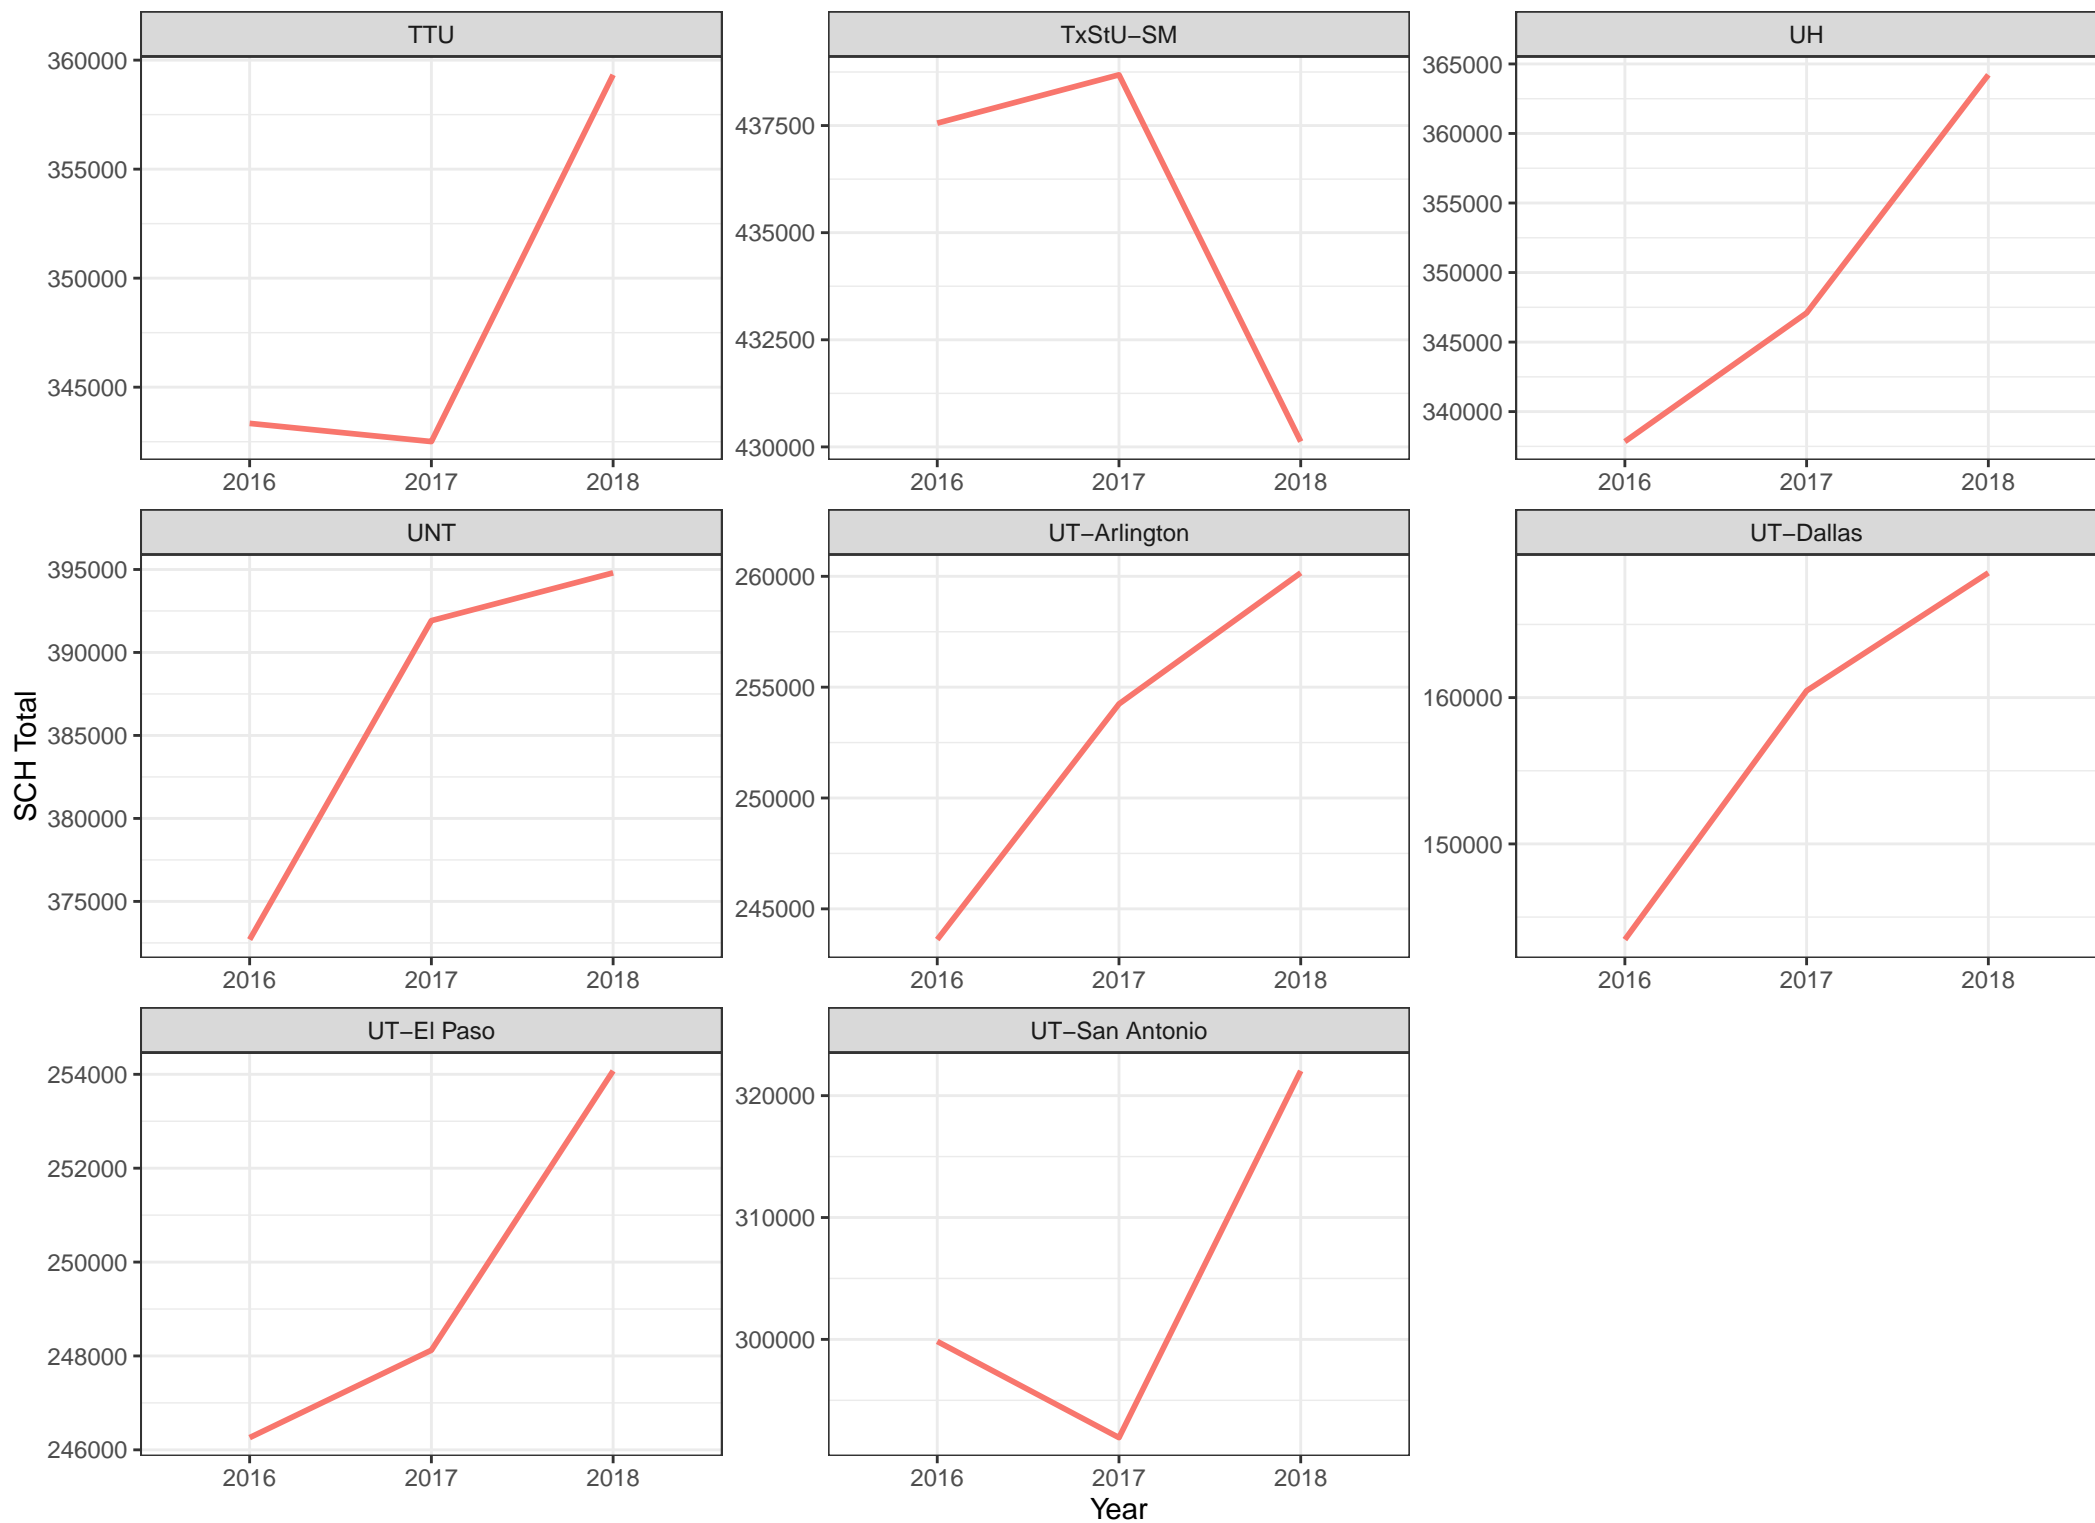 TTU
TxStU−SM
UH
360000
355000
350000
345000
437500
435000
432500
430000
365000
360000
355000
350000
345000
340000
2016 2017 2018
2016 2017 2018
2016 2017 2018
UNT
UT−Arlington
UT−Dallas
SCH Total
395000
390000
385000
380000
375000
260000
255000
250000
245000
160000
150000
2016 2017 2018
2016 2017 2018
2016 2017 2018
UT−El Paso
UT−San Antonio
254000
252000
250000
248000
246000
320000
310000
300000
2016 2017 2018
2016 2017 2018
Year